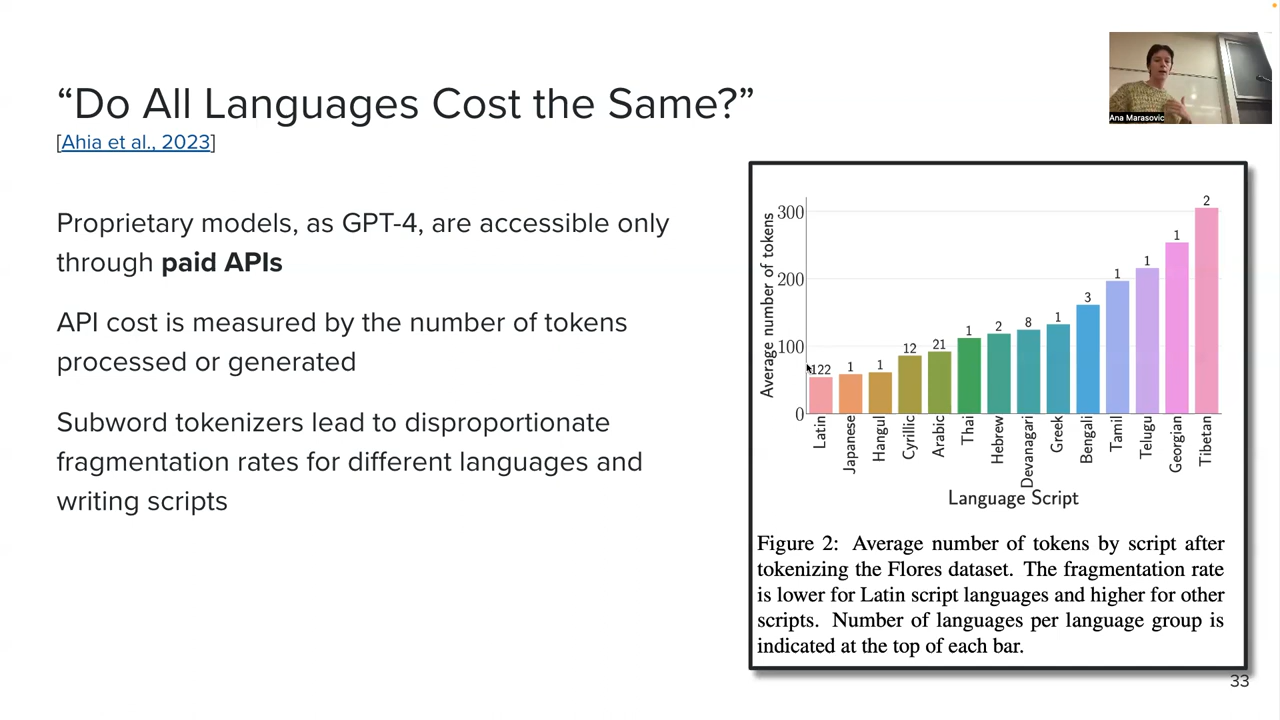 “Do All Languages Cost the Same?”
[Ahia et al., 2023]
Ana Marasovic
Proprietary models, as GPT-4, are accessible only
through paid APIs
API cost is measured by the number of tokens
processed or generated
Subword tokenizers lead to disproportionate
fragmentation rates for different languages and
writing scripts
Average number of tokens
300
200
100
0
122
1
1
12
21
1
2
8
1
3
1
1
1
2
Latin
Japanese
Hangul
Cyrillic
Arabic
Thai
Hebrew
Devanagari
Greek
Bengali
Tamil
Telugu
Georgian
Tibetan
Language Script
Figure 2: Average number of tokens by script after
tokenizing the Flores dataset. The fragmentation rate
is lower for Latin script languages and higher for other
scripts. Number of languages per language group is
indicated at the top of each bar.
33